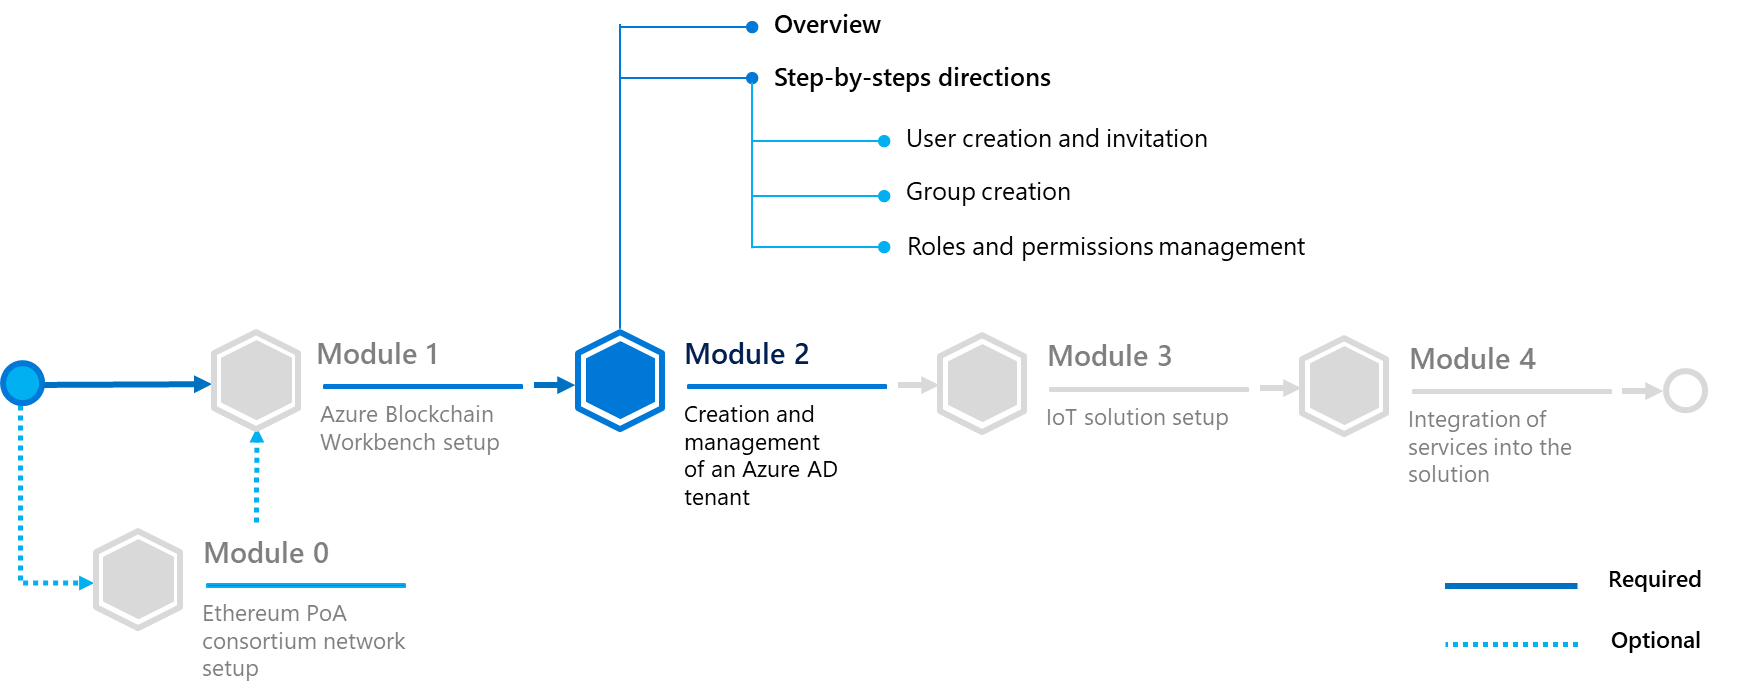 Overview
Step-by-steps directions
User creation and invitation
Group creation
Roles and permissions management
Module 1
Azure Blockchain
Workbench setup
Module 2
Creation and
management
of an Azure AD
tenant
Module 3
IoT solution setup
Module 4
Integration of
services into the
solution
Module 0
Ethereum PoA
consortium network
setup
Required
Optional